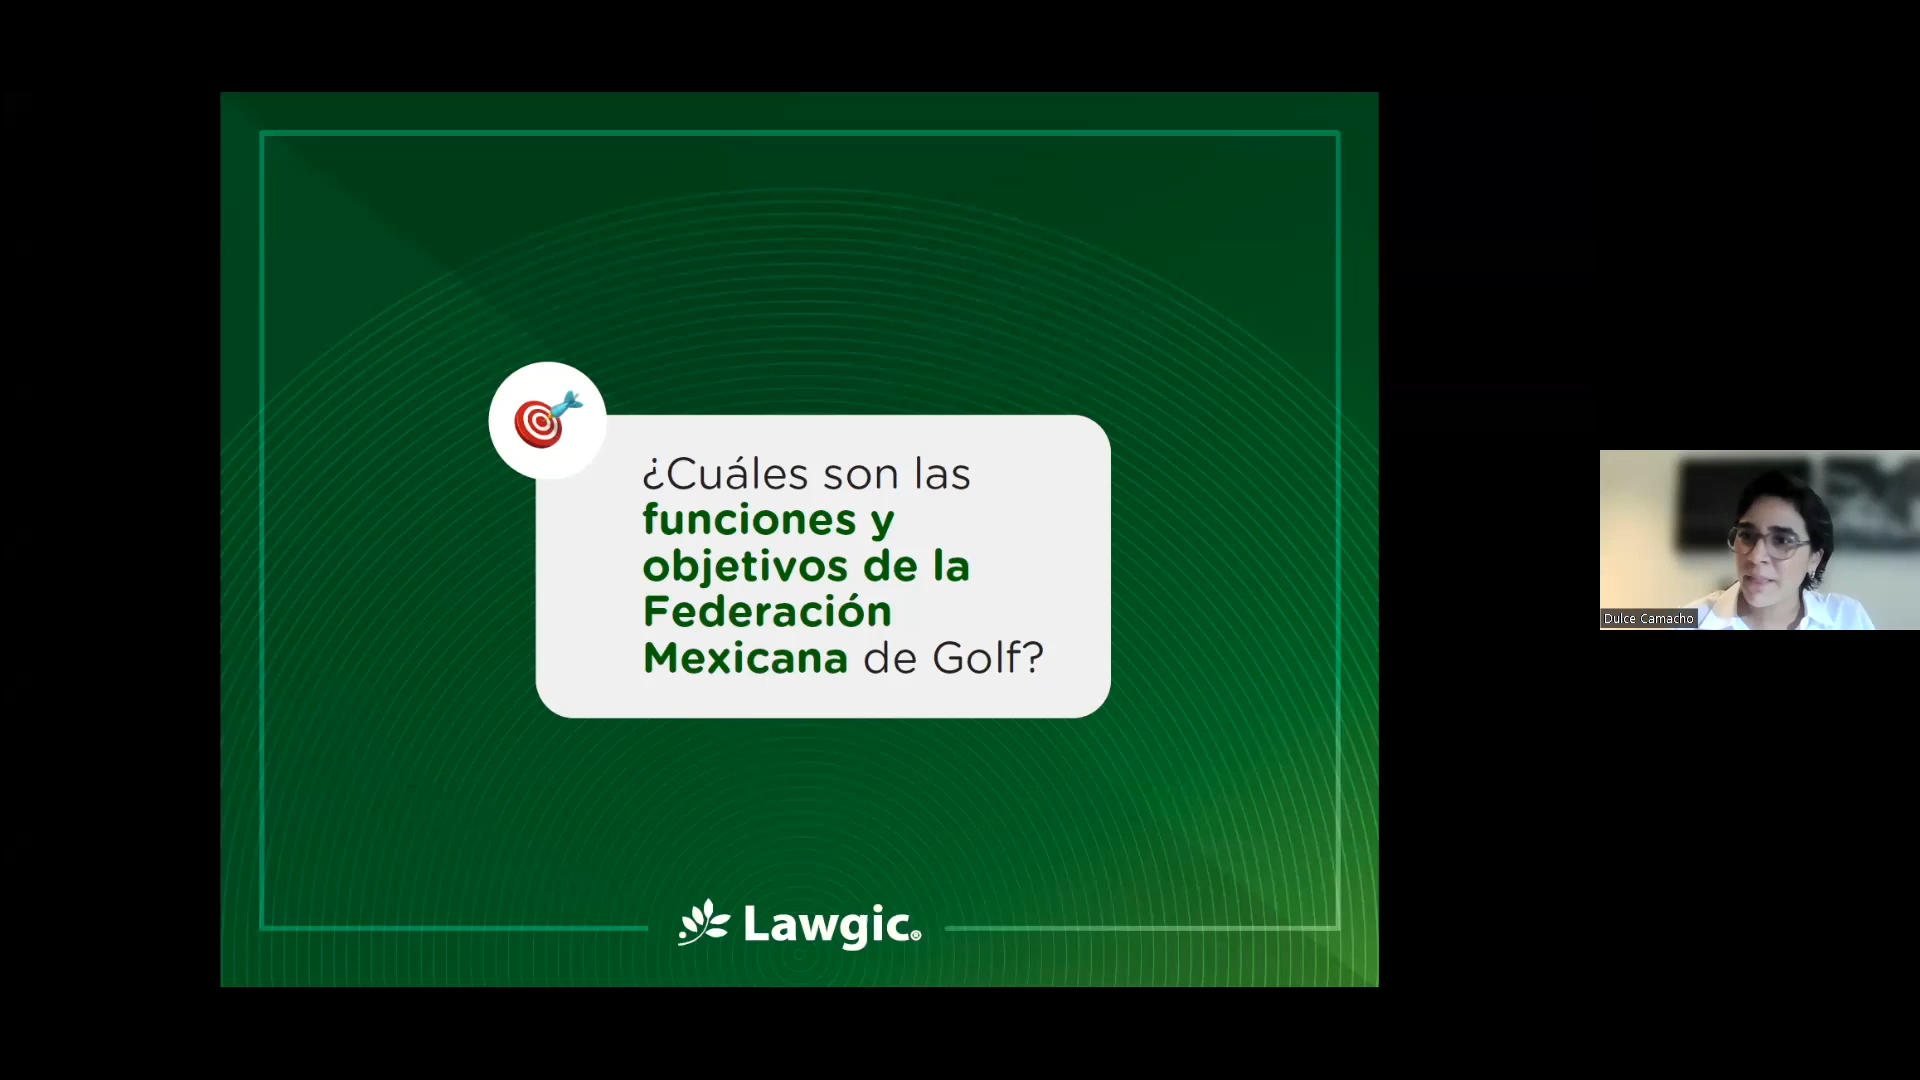 ¿Cuáles son las
funciones y
objetivos de la
Federación
Mexicana de Golf?
Lawgic®
Dulce Camacho